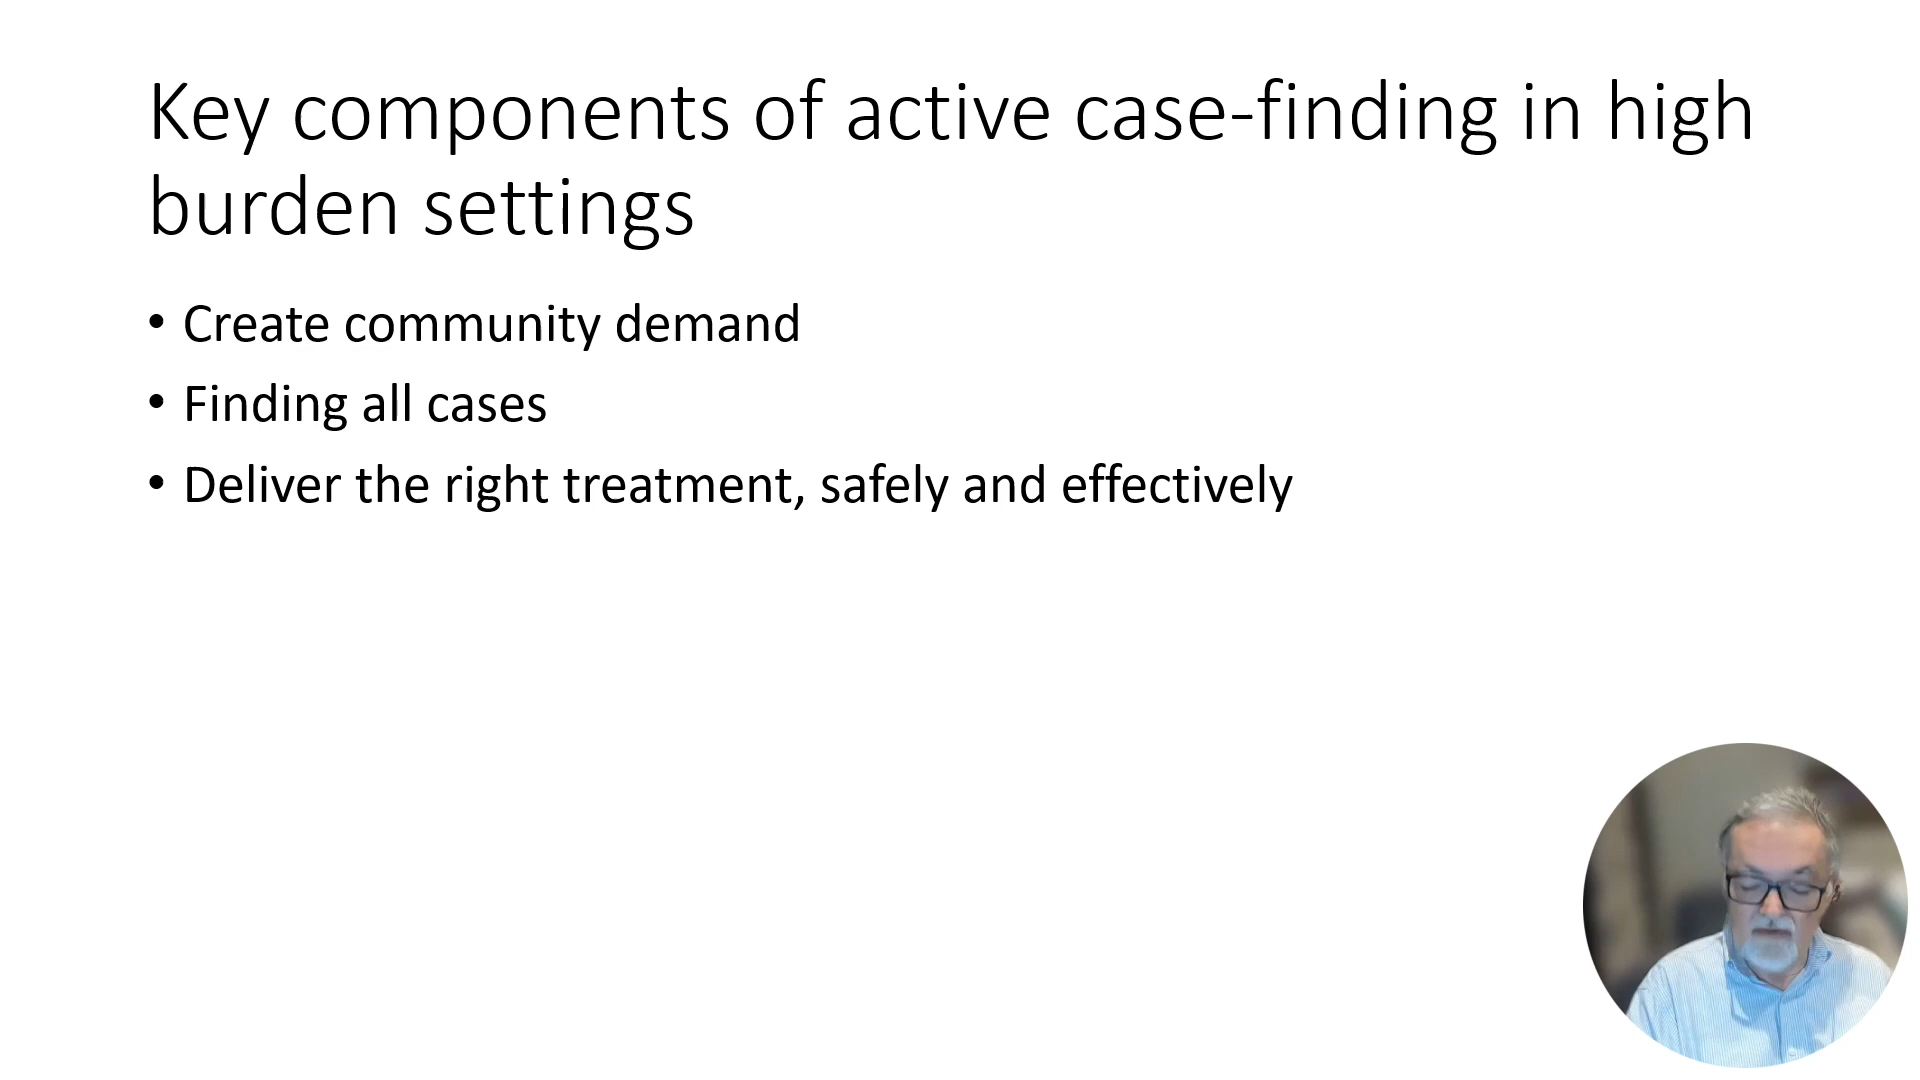 Key components of active case-finding in high
burden settings
• Create community demand
• Finding all cases
• Deliver the right treatment, safely and effectively